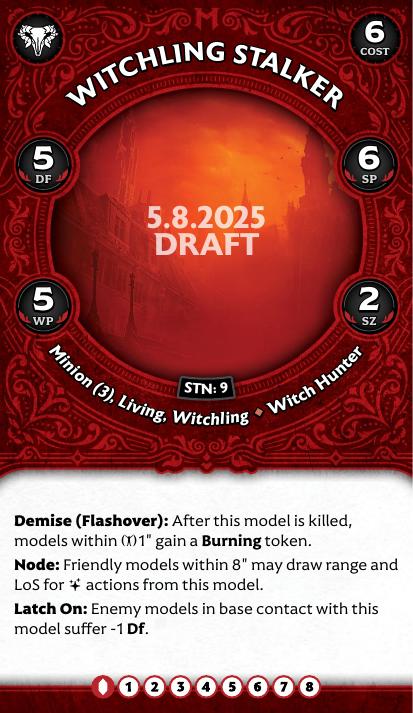 6
COST
WITCHLING STALKER
5
DF
6
SP
5.8.2025
DRAFT
5
WP
2
SZ
STN: 9
Minion (3), Living, Witchling ◆ Witch Hunter
Demise (Flashover): After this model is killed,
models within 1" gain a Burning token.
Node: Friendly models within 8" may draw range and
LoS for actions from this model.
Latch On: Enemy models in base contact with this
model suffer -1 Df.
1 2 3 4 5 6 7 8